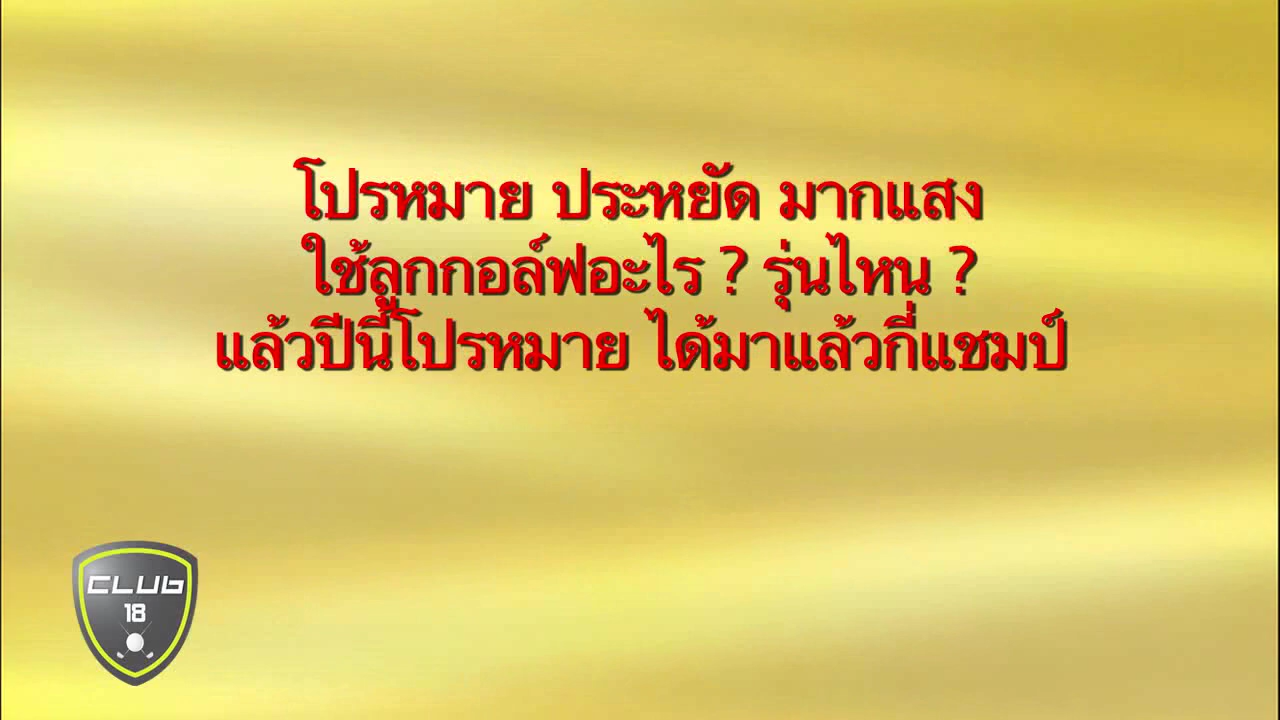 โปรหมาย ประหยัด มากแสง
ใช้ลูกกอล์ฟอะไร ? รุ่นไหน ?
แล้วปีนี้โปรหมาย ได้มาแล้วกี่แชมป์
CLUb
18